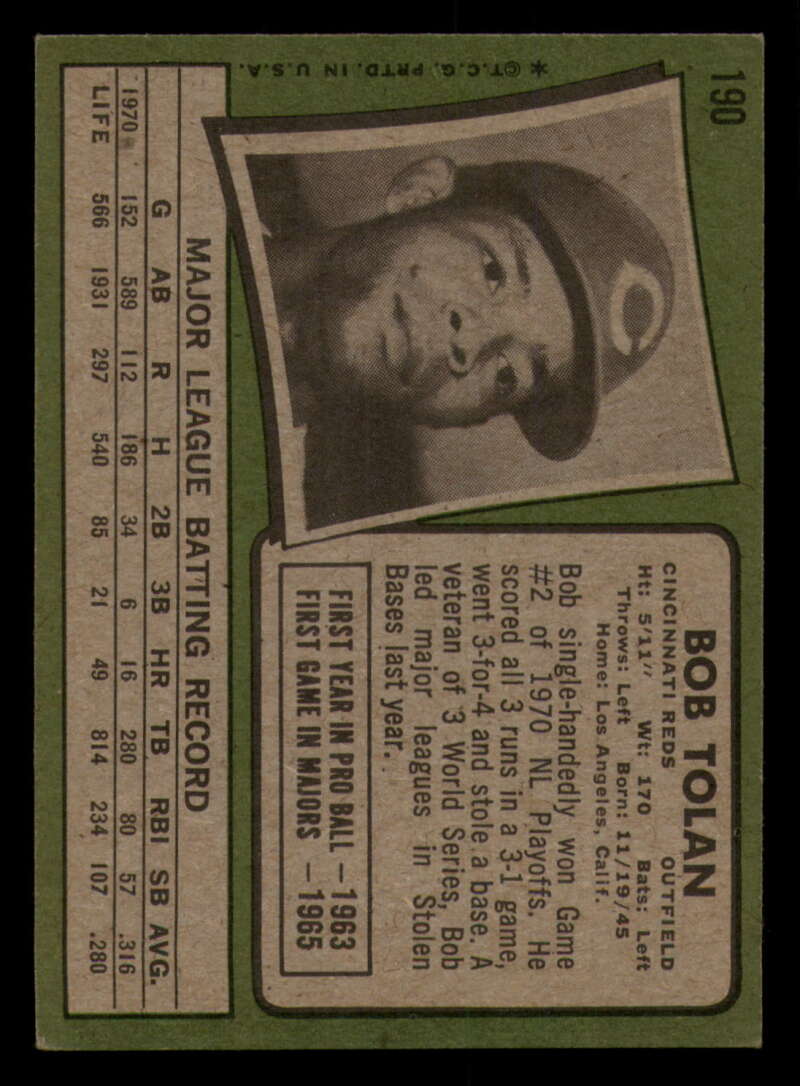 190
BOB TOLAN
CINCINNATI REDS OUTFIELD
Ht: 5'11" Wt: 170 Bats: Left
Throws: Left Born: 11/19/45
Home: Los Angeles, Calif.
Bob single-handedly won Game
#2 of 1970 NL Playoffs. He
scored all 3 runs in a 3-1 game,
went 3-for-4 and stole a base. A
veteran of 3 World Series, Bob
led major leagues in Stolen
Bases last year.
FIRST YEAR IN PRO BALL — 1963
FIRST GAME IN MAJORS — 1965
C
✱ ©T.C.G. PRTD. IN U.S.A.
MAJOR LEAGUE BATTING RECORD
G AB R H 2B 3B HR TB RBI SB AVG.
1970 152 589 112 186 34 6 16 280 80 57 .316
LIFE 566 1931 297 540 85 21 49 814 234 107 .280